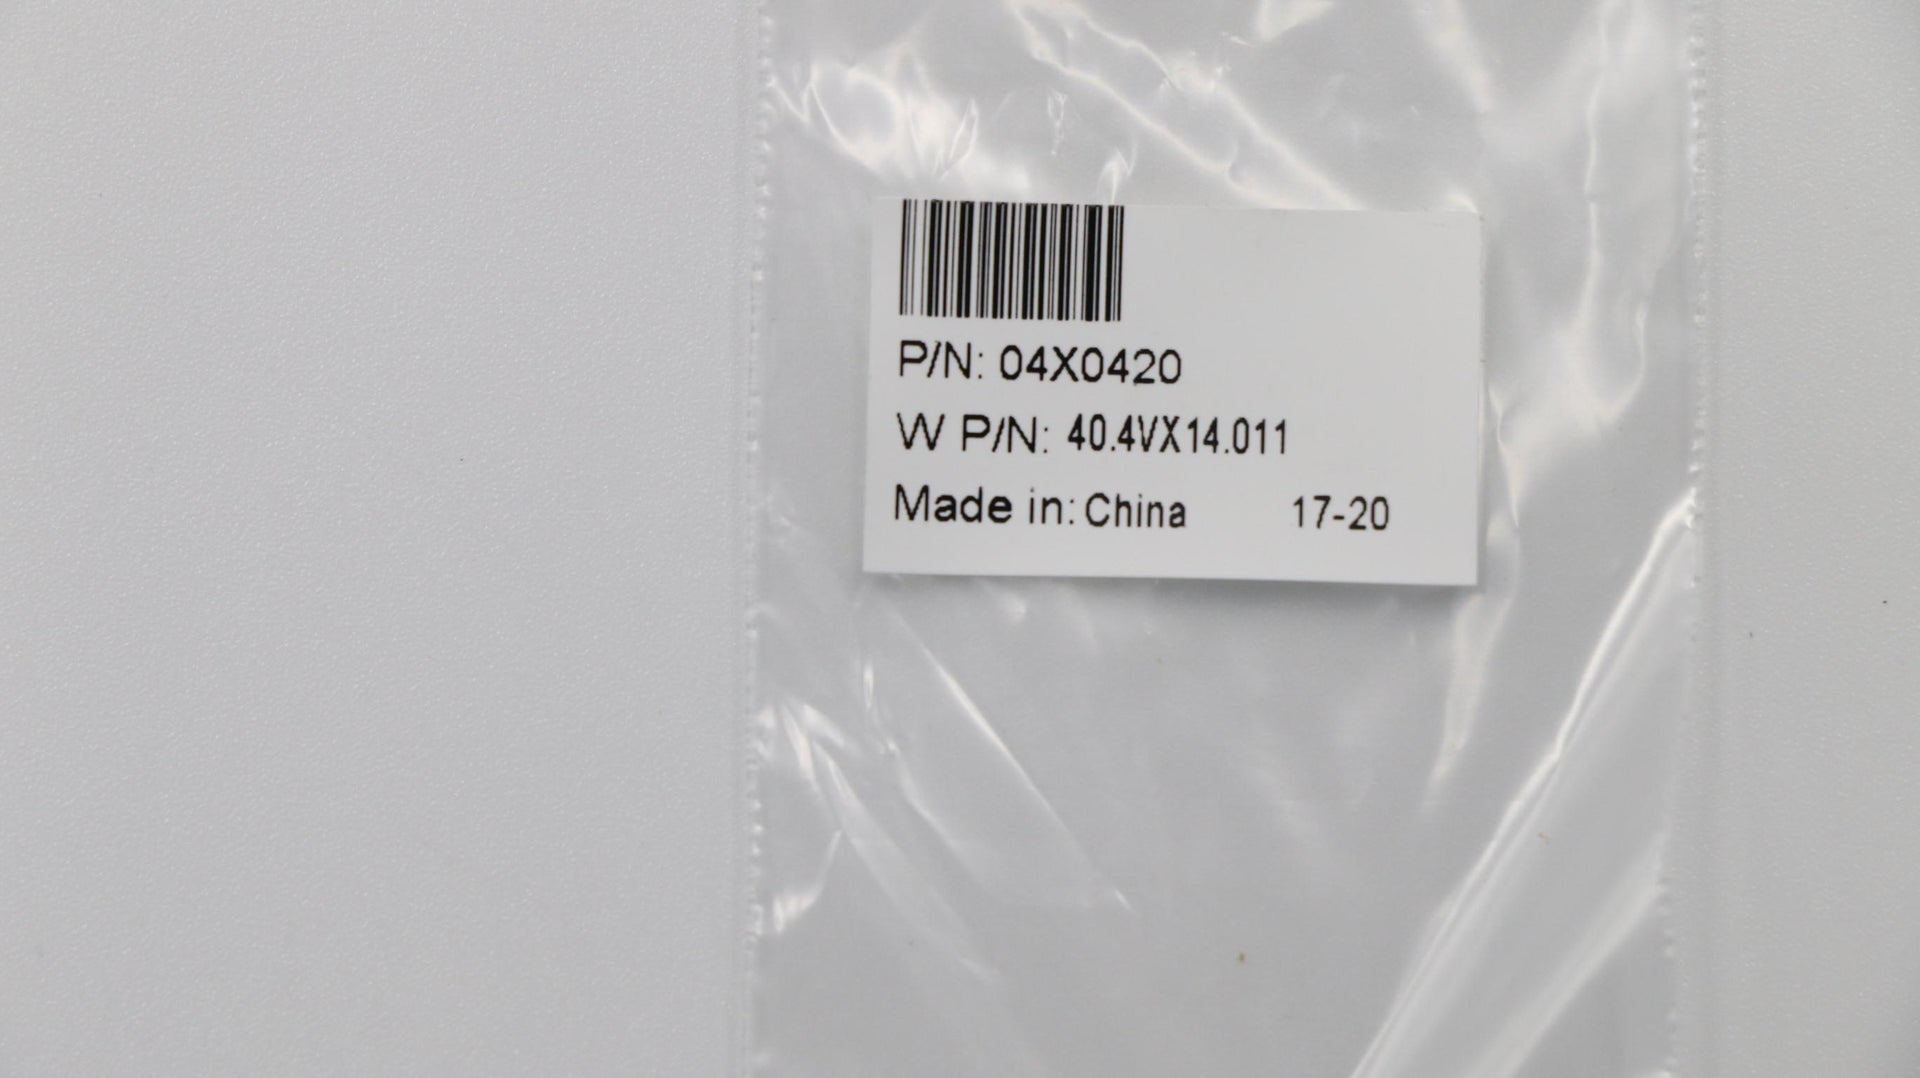 P/N: 04X0420
W P/N: 40.4VX14.011
Made in: China 17-20